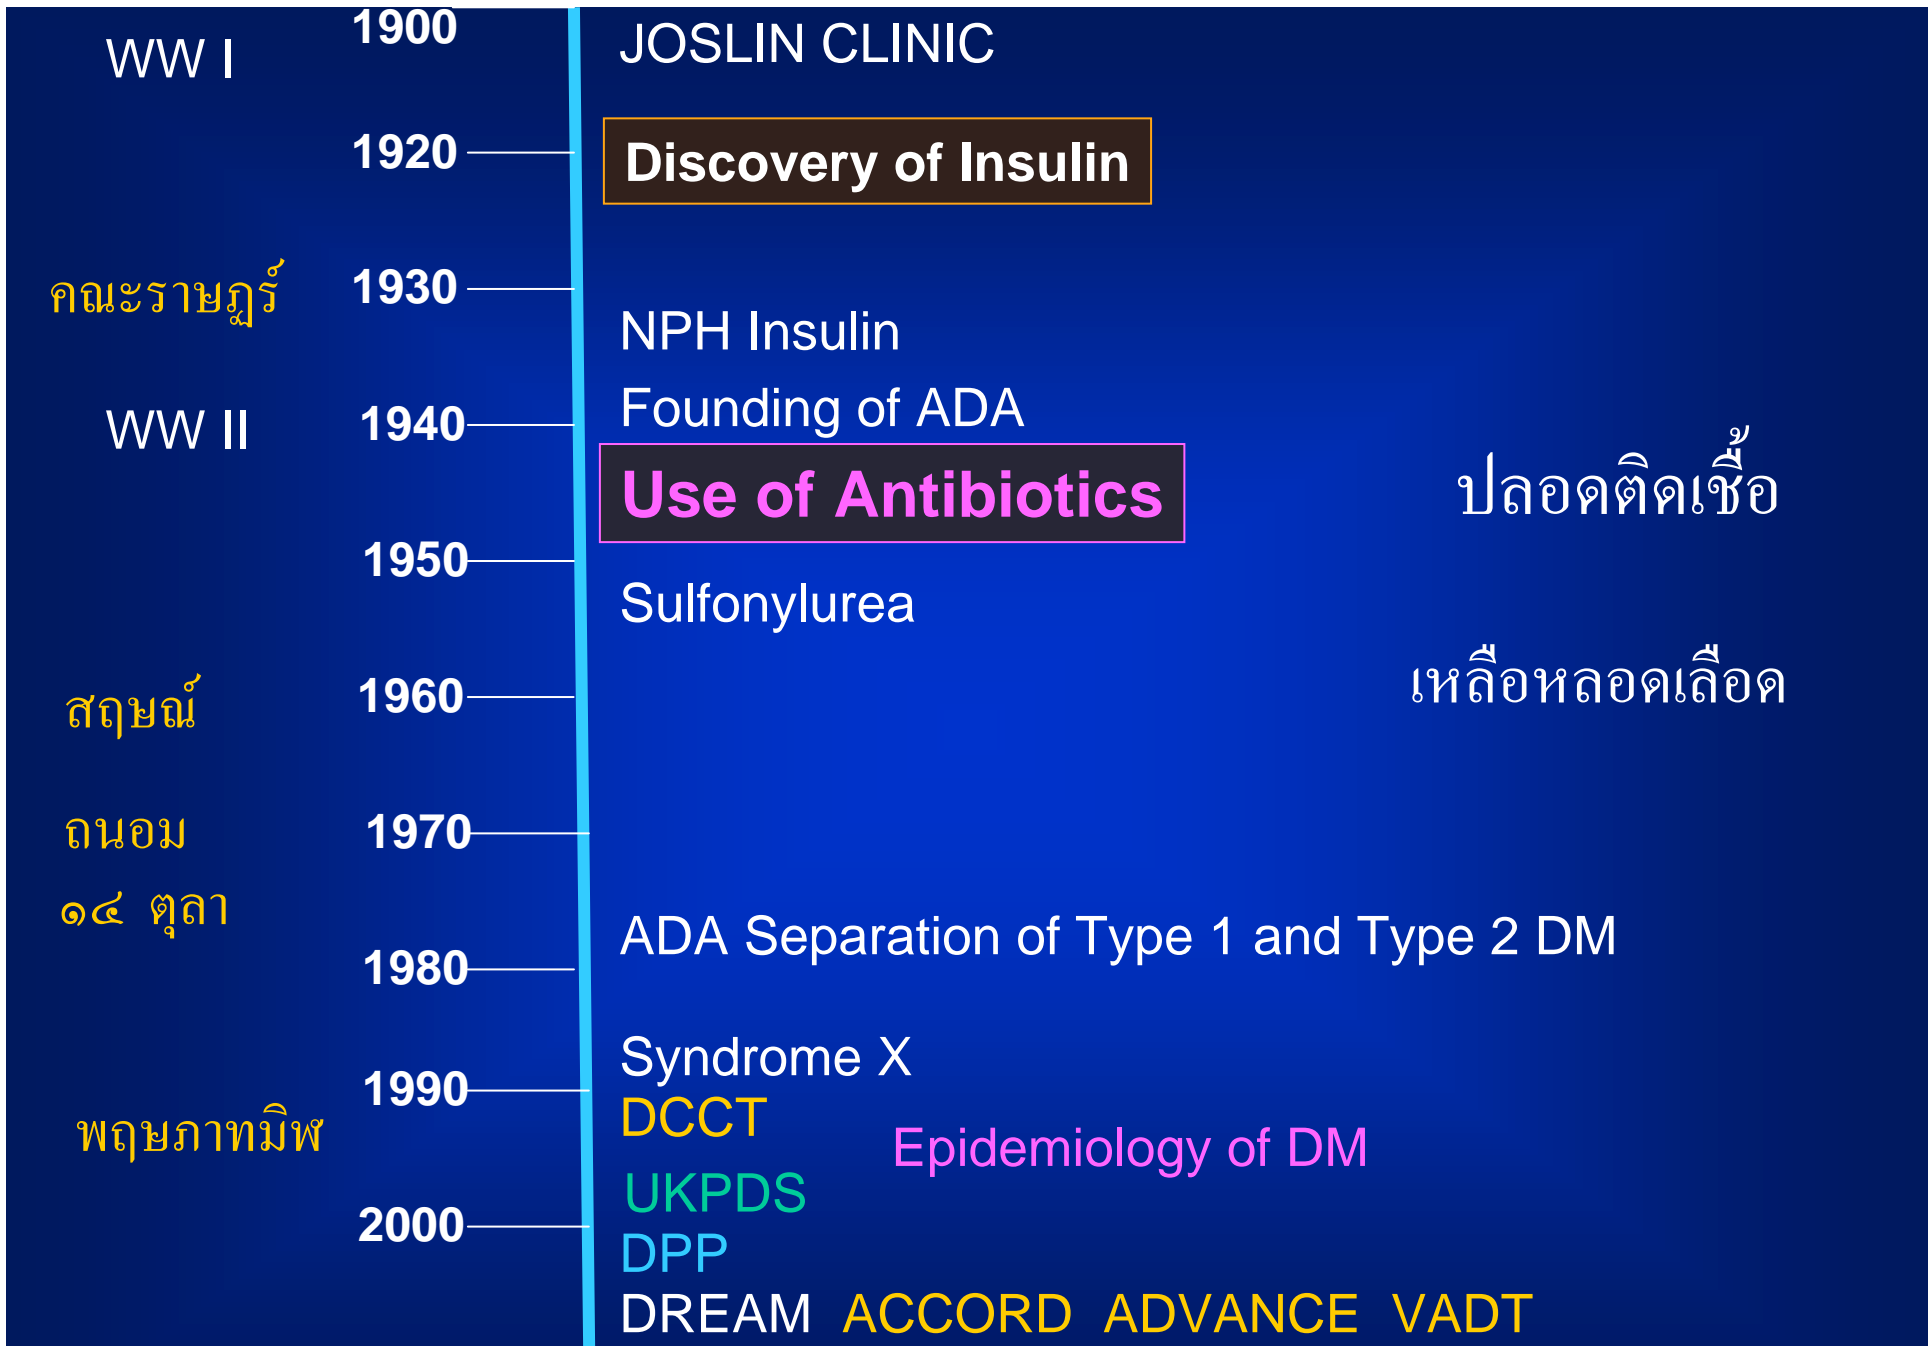 WW I 1900 JOSLIN CLINIC
1920 Discovery of Insulin
คณะราษฎร์ 1930
NPH Insulin
Founding of ADA
WW II 1940
Use of Antibiotics ปลอดติดเชื้อ
1950
Sulfonylurea
เหลือหลอดเลือด
สฤษณ์ 1960
ถนอม 1970
๑๔ ตุลา
ADA Separation of Type 1 and Type 2 DM
1980
Syndrome X
1990
DCCT
พฤษภาทมิฬ Epidemiology of DM
UKPDS
2000
DPP
DREAM ACCORD ADVANCE VADT